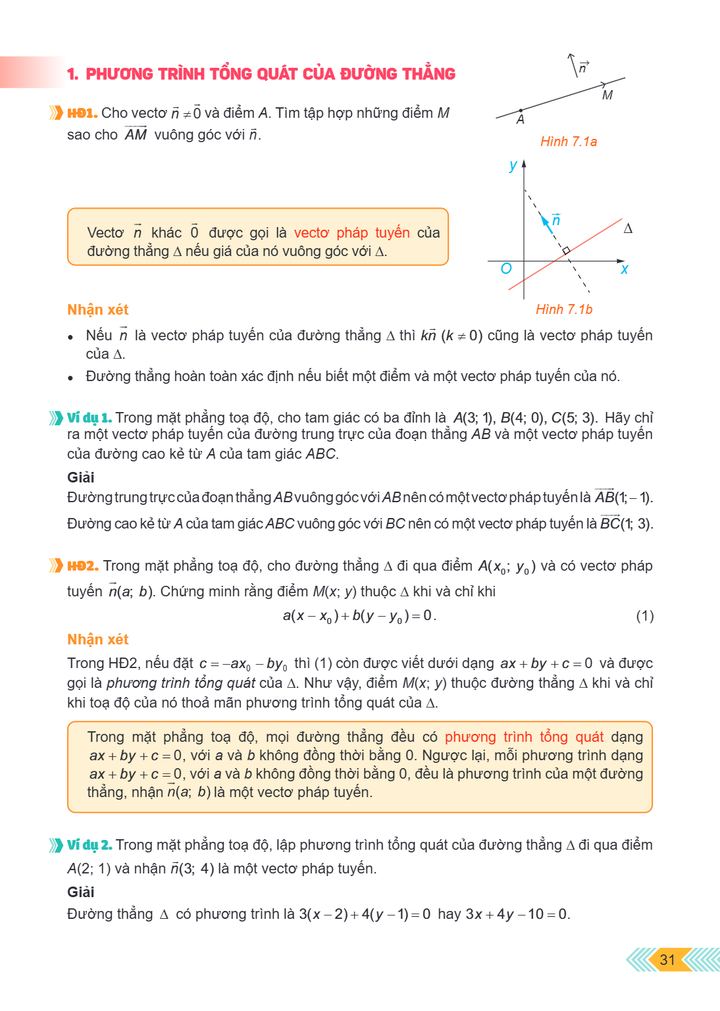 1. PHƯƠNG TRÌNH TỔNG QUÁT CỦA ĐƯỜNG THẲNG
HĐ1. Cho vectơ n⃗ ≠ 0⃗ và điểm A. Tìm tập hợp những điểm M
sao cho AM⃗ vuông góc với n⃗.
n⃗
M
A
Hình 7.1a
Vectơ n⃗ khác 0⃗ được gọi là vectơ pháp tuyến của
đường thẳng Δ nếu giá của nó vuông góc với Δ.
y
n⃗
Δ
O
x
Hình 7.1b
Nhận xét
• Nếu n⃗ là vectơ pháp tuyến của đường thẳng Δ thì kn⃗ (k ≠ 0) cũng là vectơ pháp tuyến
của Δ.
• Đường thẳng hoàn toàn xác định nếu biết một điểm và một vectơ pháp tuyến của nó.
Ví dụ 1. Trong mặt phẳng toạ độ, cho tam giác có ba đỉnh là A(3; 1), B(4; 0), C(5; 3). Hãy chỉ
ra một vectơ pháp tuyến của đường trung trực của đoạn thẳng AB và một vectơ pháp tuyến
của đường cao kẻ từ A của tam giác ABC.
Giải
Đường trung trực của đoạn thẳng AB vuông góc với AB nên có một vectơ pháp tuyến là AB⃗(1; −1).
Đường cao kẻ từ A của tam giác ABC vuông góc với BC nên có một vectơ pháp tuyến là BC⃗(1; 3).
HĐ2. Trong mặt phẳng toạ độ, cho đường thẳng Δ đi qua điểm A(x₀; y₀) và có vectơ pháp
tuyến n⃗(a; b). Chứng minh rằng điểm M(x; y) thuộc Δ khi và chỉ khi
a(x − x₀) + b(y − y₀) = 0. (1)
Nhận xét
Trong HĐ2, nếu đặt c = −ax₀ − by₀ thì (1) còn được viết dưới dạng ax + by + c = 0 và được
gọi là phương trình tổng quát của Δ. Như vậy, điểm M(x; y) thuộc đường thẳng Δ khi và chỉ
khi toạ độ của nó thoả mãn phương trình tổng quát của Δ.
Trong mặt phẳng toạ độ, mọi đường thẳng đều có phương trình tổng quát dạng
ax + by + c = 0, với a và b không đồng thời bằng 0. Ngược lại, mỗi phương trình dạng
ax + by + c = 0, với a và b không đồng thời bằng 0, đều là phương trình của một đường
thẳng, nhận n⃗(a; b) là một vectơ pháp tuyến.
Ví dụ 2. Trong mặt phẳng toạ độ, lập phương trình tổng quát của đường thẳng Δ đi qua điểm
A(2; 1) và nhận n⃗(3; 4) là một vectơ pháp tuyến.
Giải
Đường thẳng Δ có phương trình là 3(x − 2) + 4(y − 1) = 0 hay 3x + 4y − 10 = 0.
31